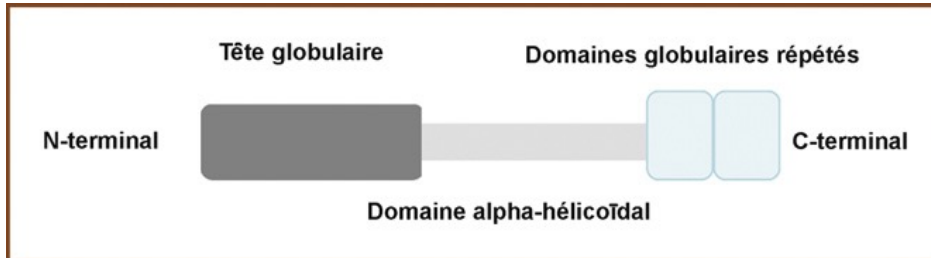 Tête globulaire
Domaines globulaires répétés
N-terminal
C-terminal
Domaine alpha-hélicoïdal